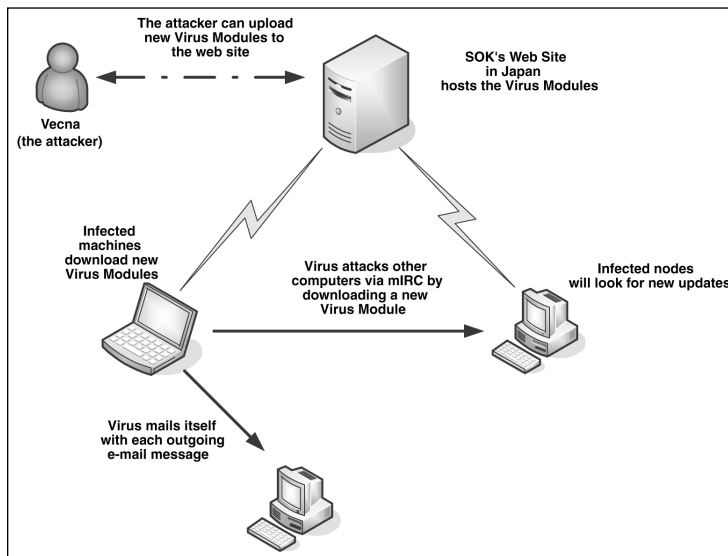 The attacker can upload
new Virus Modules to
the web site
SOK's Web Site
in Japan
hosts the Virus Modules
Vecna
(the attacker)
Infected
machines
download new
Virus Modules
Virus attacks other
computers via mIRC by
downloading a new
Virus Module
Infected nodes
will look for new updates
Virus mails itself
with each outgoing
e-mail message